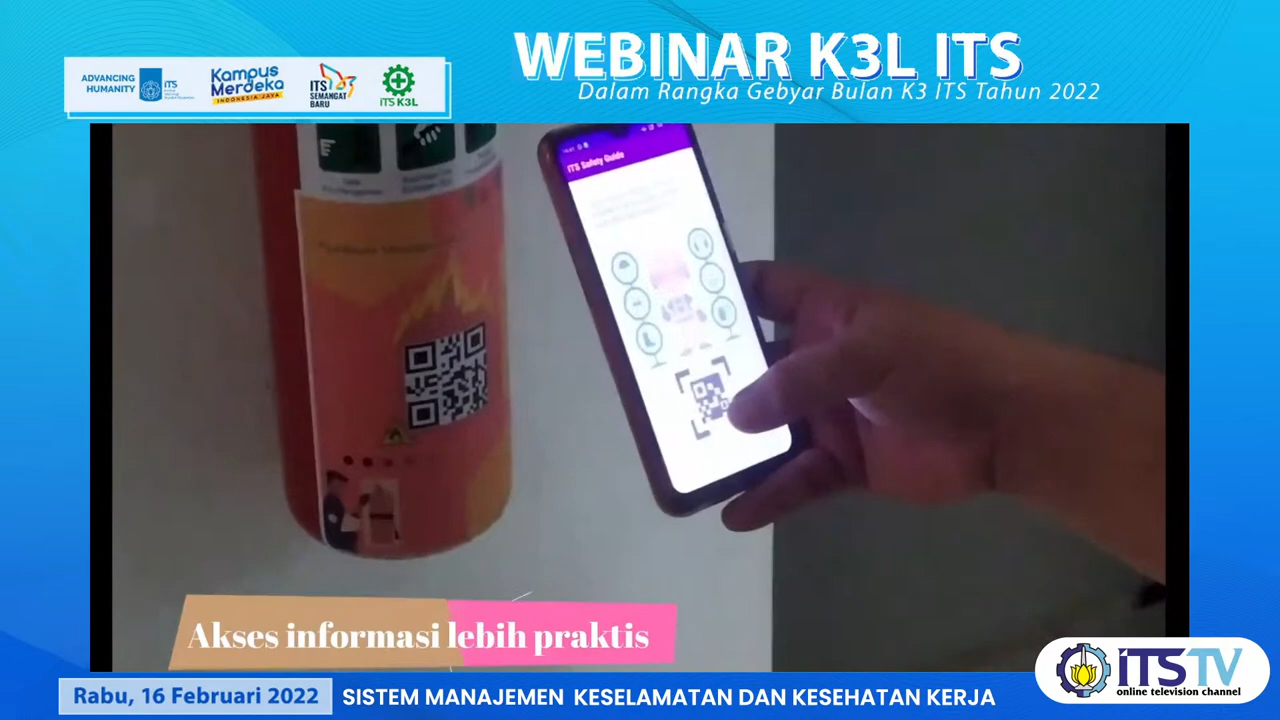 WEBINAR K3L ITS
Dalam Rangka Gebyar Bulan K3 ITS Tahun 2022
ADVANCING
HUMANITY
ITS
Kampus
Merdeka
INDONESIA JAYA
ITS
SEMANGAT
BARU
ITS K3L
ITS Safety Guide
Akses informasi lebih praktis
Rabu, 16 Februari 2022
SISTEM MANAJEMEN KESELAMATAN DAN KESEHATAN KERJA
iTSTV
online television channel